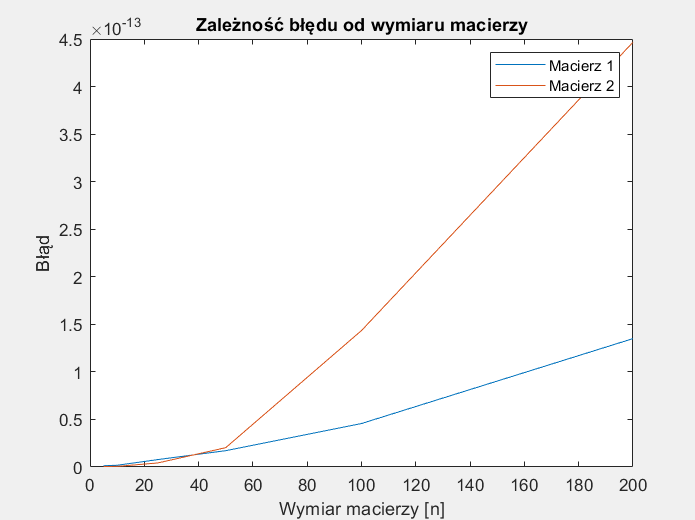 Zależność błędu od wymiaru macierzy
×10^-13
Macierz 1
Macierz 2
4.5
4
3.5
3
2.5
2
1.5
1
0.5
0
Błąd
0 20 40 60 80 100 120 140 160 180 200
Wymiar macierzy [n]